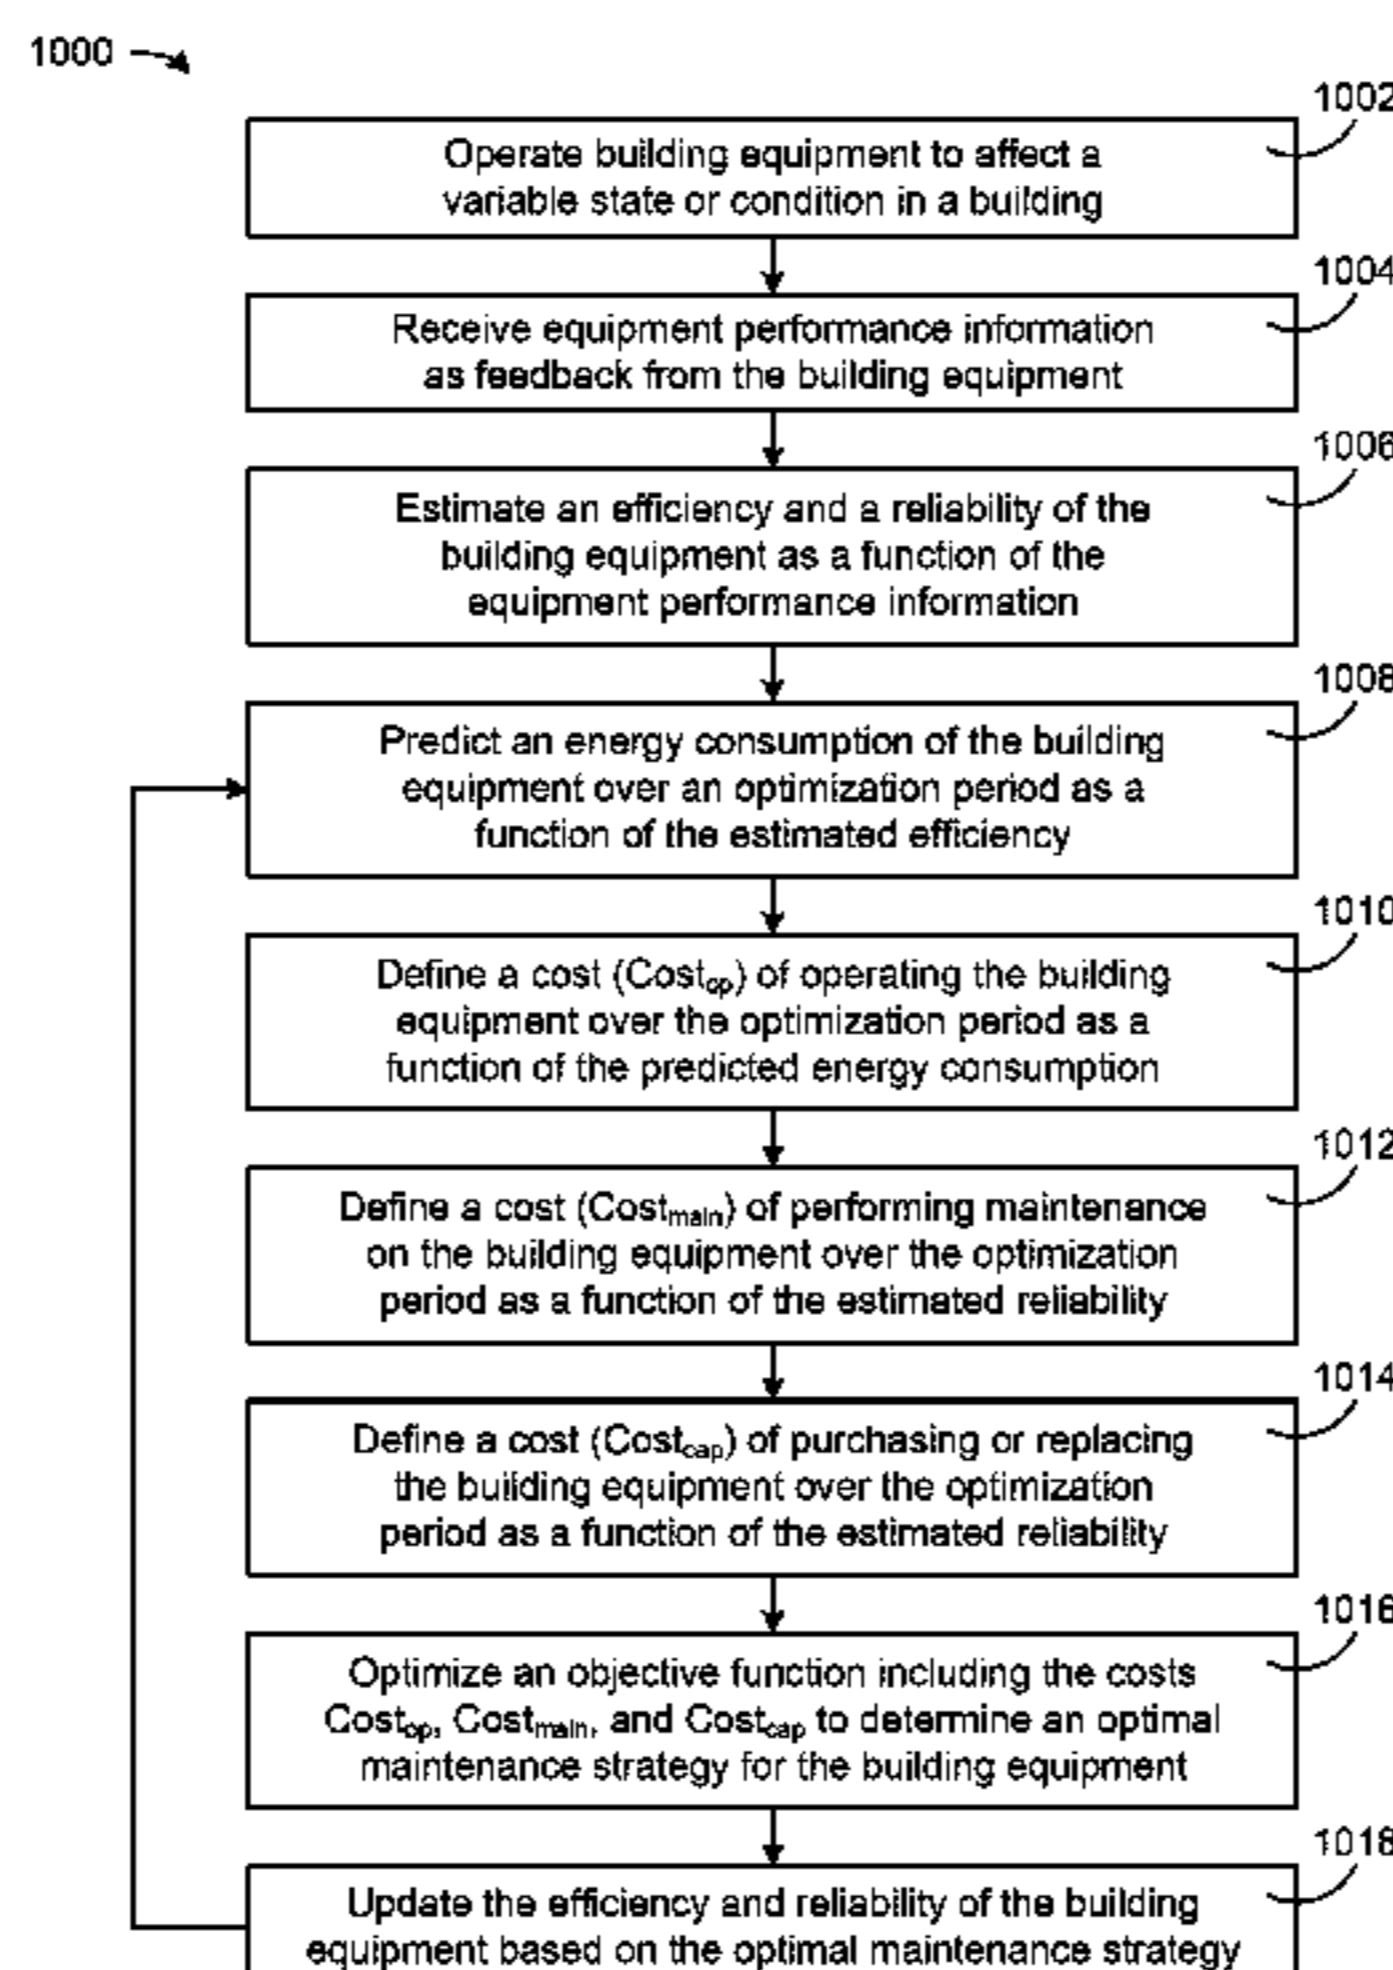 1000
1002
Operate building equipment to affect a
variable state or condition in a building
1004
Receive equipment performance information
as feedback from the building equipment
1006
Estimate an efficiency and a reliability of the
building equipment as a function of the
equipment performance information
1008
Predict an energy consumption of the building
equipment over an optimization period as a
function of the estimated efficiency
1010
Define a cost (Costop) of operating the building
equipment over the optimization period as a
function of the predicted energy consumption
1012
Define a cost (Costmain) of performing maintenance
on the building equipment over the optimization
period as a function of the estimated reliability
1014
Define a cost (Costcap) of purchasing or replacing
the building equipment over the optimization
period as a function of the estimated reliability
1016
Optimize an objective function including the costs
Costop, Costmain, and Costcap to determine an optimal
maintenance strategy for the building equipment
1018
Update the efficiency and reliability of the building
equipment based on the optimal maintenance strategy